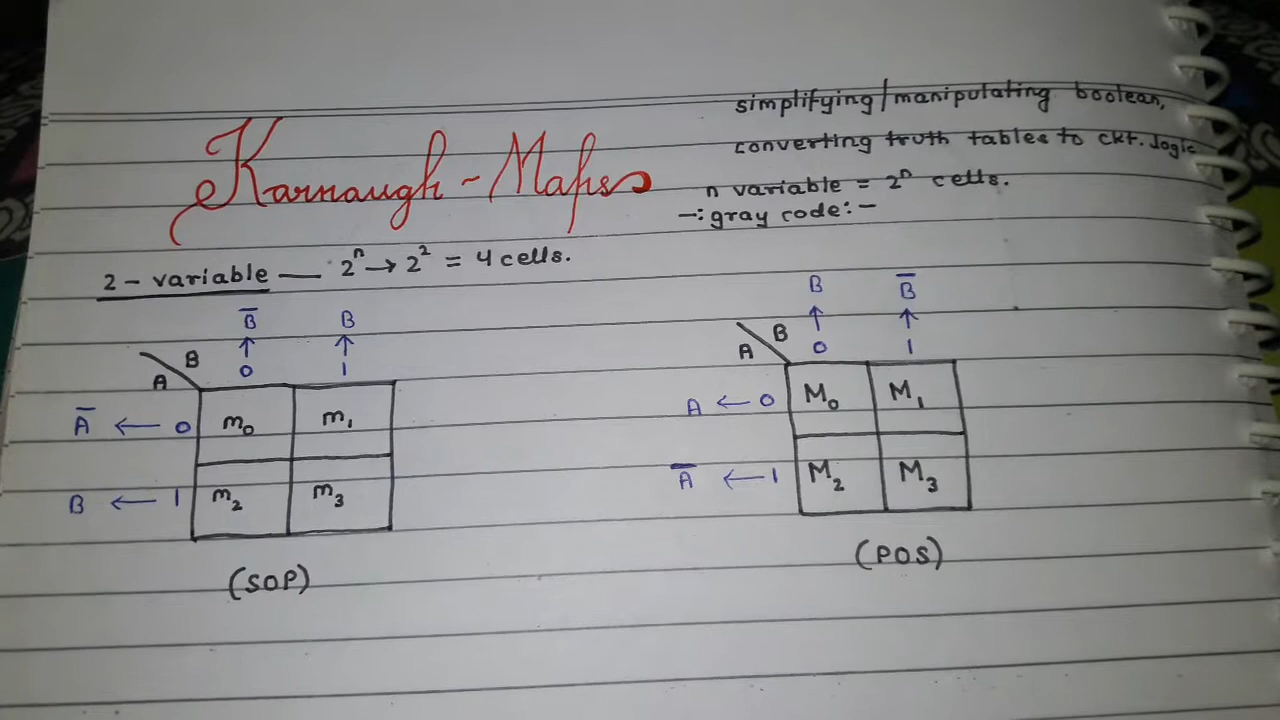 simplifying/manipulating boolean,
converting truth tables to ckt. logic
Karnaugh-Maps
n variable = 2ⁿ cells.
-: gray code: -
2 - variable — 2ⁿ → 2² = 4 cells.
B̅ B
↑ ↑
A B 0 1
A̅ ← 0 m₀ m₁
B ← 1 m₂ m₃
(SOP)
B B̅
↑ ↑
A B 0 1
A ← 0 M₀ M₁
A̅ ← 1 M₂ M₃
(POS)